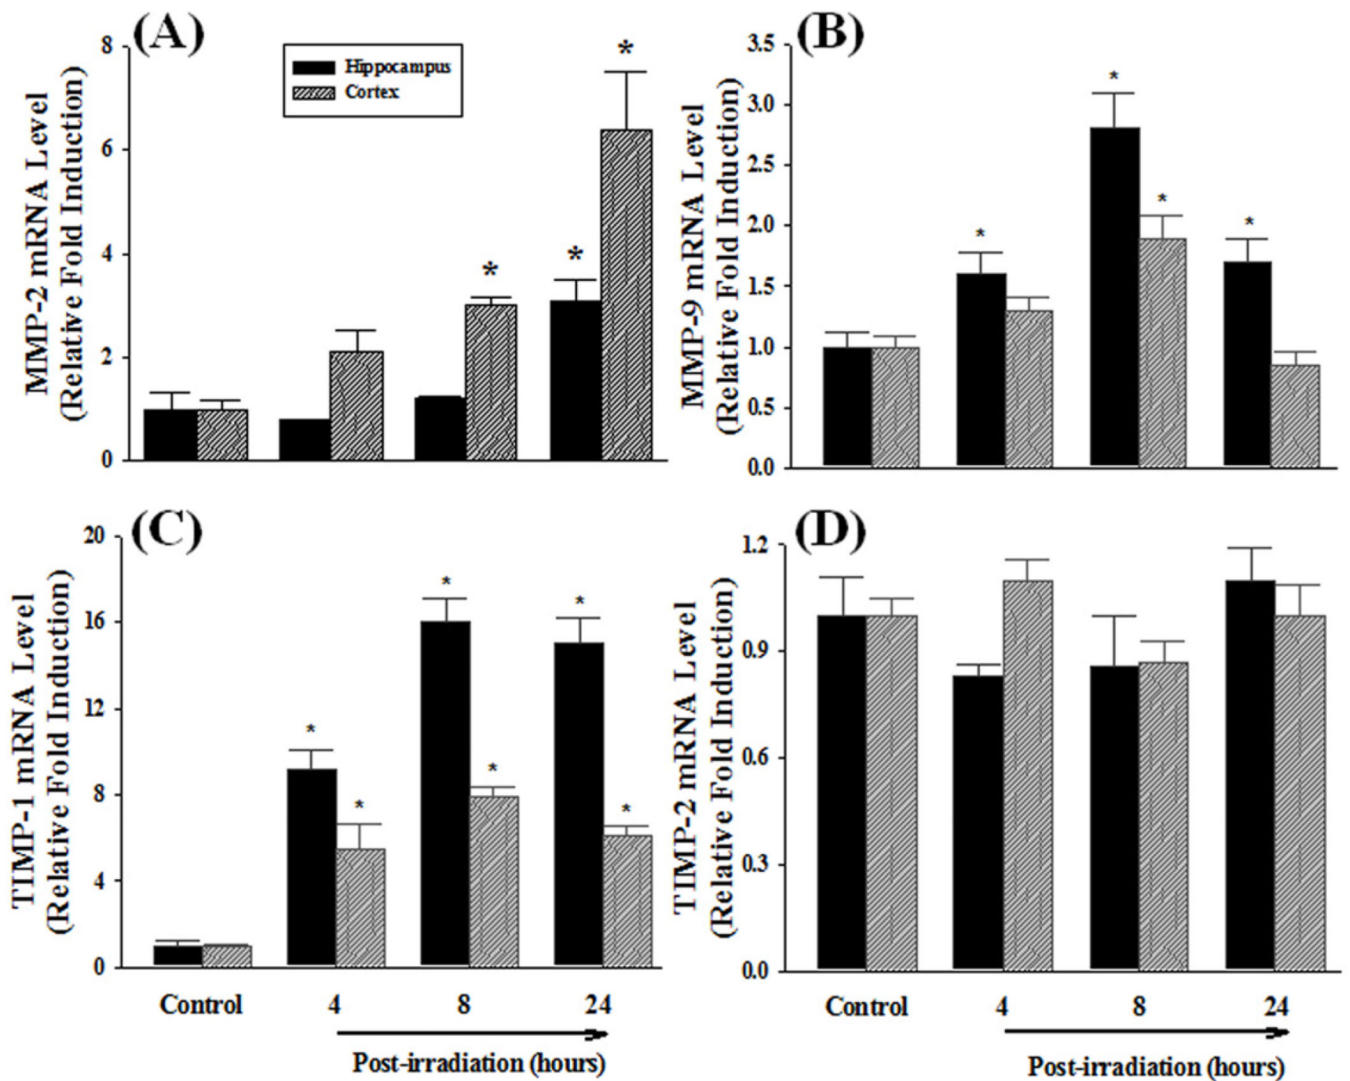 (A)
MMP-2 mRNA Level
(Relative Fold Induction)
8
6
4
2
0
Hippocampus
Cortex
*
*
*
(B)
MMP-9 mRNA Level
(Relative Fold Induction)
3.5
3.0
2.5
2.0
1.5
1.0
0.5
0.0
*
*
*
*
(C)
TIMP-1 mRNA Level
(Relative Fold Induction)
20
16
12
8
4
0
*
*
*
*
*
*
Control 4 8 24
Post-irradiation (hours)
(D)
TIMP-2 mRNA Level
(Relative Fold Induction)
1.2
0.9
0.6
0.3
0.0
Control 4 8 24
Post-irradiation (hours)